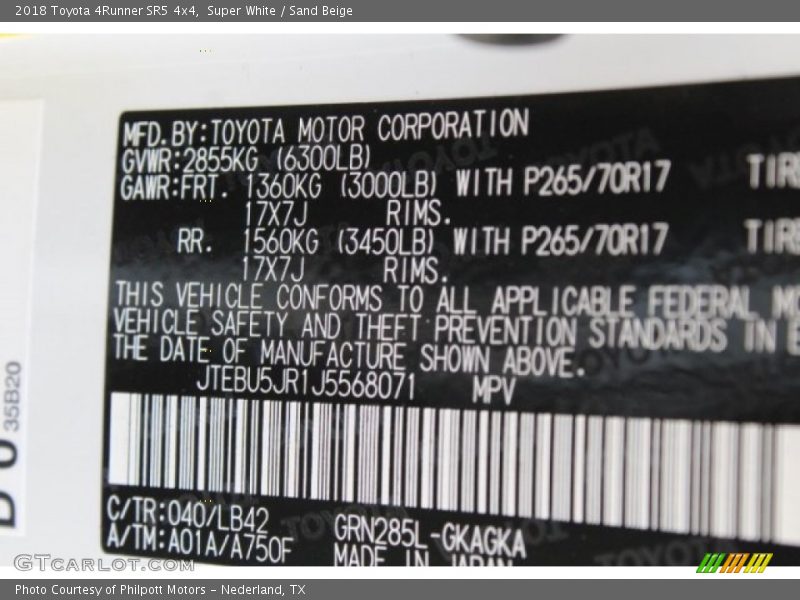 2018 Toyota 4Runner SR5 4x4, Super White / Sand Beige
MFD.BY:TOYOTA MOTOR CORPORATION
GVWR:2855KG (6300LB)
GAWR:FRT. 1360KG (3000LB) WITH P265/70R17 TIRE
17X7J RIMS.
RR. 1560KG (3450LB) WITH P265/70R17 TIRE
17X7J RIMS.
THIS VEHICLE CONFORMS TO ALL APPLICABLE FEDERAL MO
VEHICLE SAFETY AND THEFT PREVENTION STANDARDS IN E
THE DATE OF MANUFACTURE SHOWN ABOVE.
JTEBU5JR1J5568071 MPV
C/TR:040/LB42 GRN285L-GKAGKA
A/TM:A01A/A750F MADE IN JAPAN
35B20
GTCarLot.com
Photo Courtesy of Philpott Motors - Nederland, TX